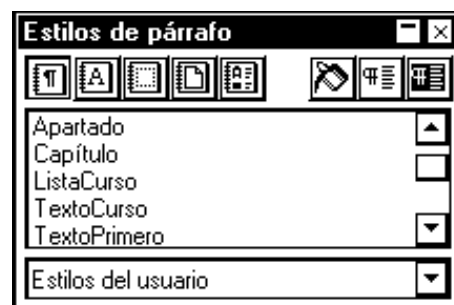 Estilos de párrafo
Apartado
Capítulo
ListaCurso
TextoCurso
TextoPrimero
Estilos del usuario